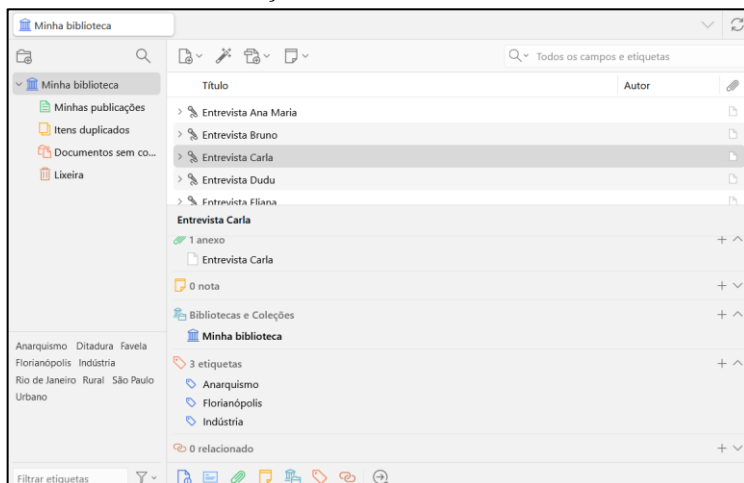 Minha biblioteca
Todos os campos e etiquetas
Minha biblioteca
Minhas publicações
Itens duplicados
Documentos sem co...
Lixeira
Título Autor
Entrevista Ana Maria
Entrevista Bruno
Entrevista Carla
Entrevista Dudu
Entrevista Eliana
Entrevista Carla
1 anexo
Entrevista Carla
0 nota
Bibliotecas e Coleções
Minha biblioteca
3 etiquetas
Anarquismo
Florianópolis
Indústria
0 relacionado
Anarquismo Ditadura Favela
Florianópolis Indústria
Rio de Janeiro Rural São Paulo
Urbano
Filtrar etiquetas